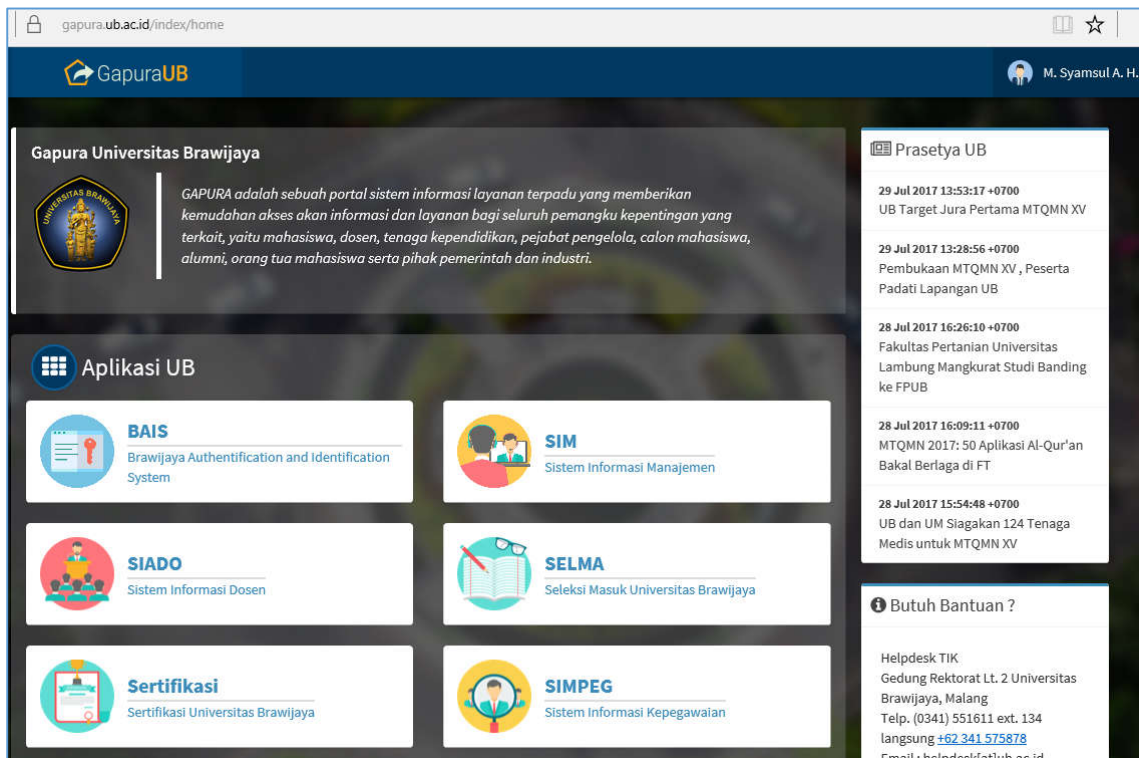 gapura.ub.ac.id/index/home
GapuraUB
M. Syamsul A. H.
Gapura Universitas Brawijaya
UNIVERSITAS BRAWIJAYA
GAPURA adalah sebuah portal sistem informasi layanan terpadu yang memberikan
kemudahan akses akan informasi dan layanan bagi seluruh pemangku kepentingan yang
terkait, yaitu mahasiswa, dosen, tenaga kependidikan, pejabat pengelola, calon mahasiswa,
alumni, orang tua mahasiswa serta pihak pemerintah dan industri.
Aplikasi UB
BAIS
Brawijaya Authentification and Identification
System
SIM
Sistem Informasi Manajemen
SIADO
Sistem Informasi Dosen
SELMA
Seleksi Masuk Universitas Brawijaya
Sertifikasi
Sertifikasi Universitas Brawijaya
SIMPEG
Sistem Informasi Kepegawaian
Prasetya UB
29 Jul 2017 13:53:17 +0700
UB Target Jura Pertama MTQMN XV
29 Jul 2017 13:28:56 +0700
Pembukaan MTQMN XV , Peserta
Padati Lapangan UB
28 Jul 2017 16:26:10 +0700
Fakultas Pertanian Universitas
Lambung Mangkurat Studi Banding
ke FPUB
28 Jul 2017 16:09:11 +0700
MTQMN 2017: 50 Aplikasi Al-Qur'an
Bakal Berlaga di FT
28 Jul 2017 15:54:48 +0700
UB dan UM Siagakan 124 Tenaga
Medis untuk MTQMN XV
Butuh Bantuan ?
Helpdesk TIK
Gedung Rektorat Lt. 2 Universitas
Brawijaya, Malang
Telp. (0341) 551611 ext. 134
langsung +62 341 575878
Email : helpdesk[at]ub.ac.id